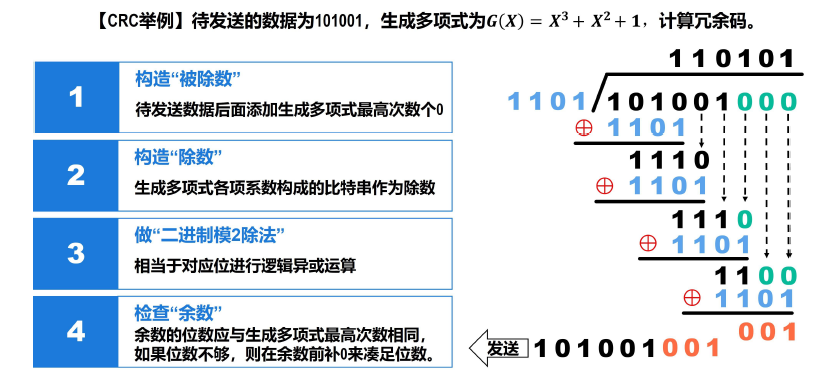 【CRC举例】待发送的数据为101001，生成多项式为G(X) = X³ + X² + 1，计算冗余码。
1
构造“被除数”
待发送数据后面添加生成多项式最高次数个0
2
构造“除数”
生成多项式各项系数构成的比特串作为除数
3
做“二进制模2除法”
相当于对应位进行逻辑异或运算
4
检查“余数”
余数的位数应与生成多项式最高次数相同，
如果位数不够，则在余数前补0来凑足位数。
110101
1101 101001000
⊕ 1101
1110
⊕ 1101
1110
⊕ 1101
1100
⊕ 1101
001
发送 101001001